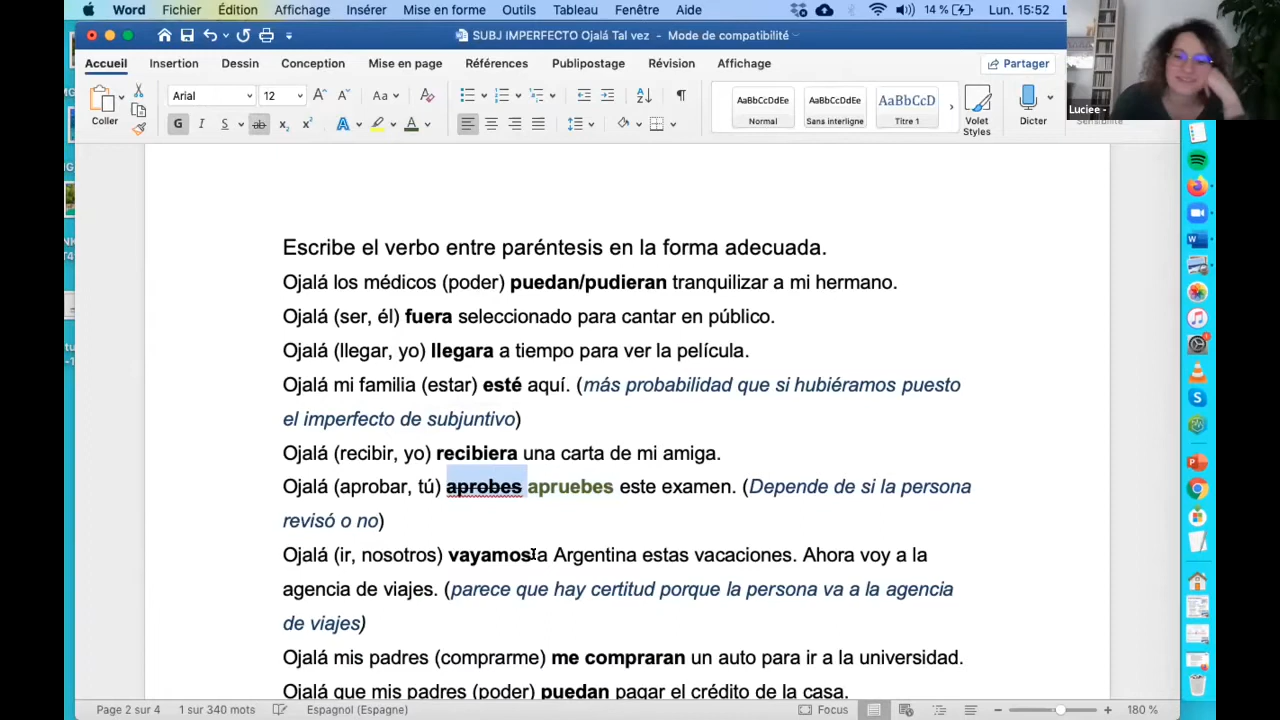 Word Fichier Édition Affichage Insérer Mise en forme Outils Tableau Fenêtre Aide 14 % Lun. 15:52
SUBJ IMPERFECTO Ojalá Tal vez - Mode de compatibilité
Accueil Insertion Dessin Conception Mise en page Références Publipostage Révision Affichage Partager
Coller Arial 12 Aa
G I S ab x₂ x² A A
AaBbCcDdEe AaBbCcDdEe AaBbCcD
Normal Sans interligne Titre 1
Volet Styles Dicter
Luciee -
Escribe el verbo entre paréntesis en la forma adecuada.
Ojalá los médicos (poder) puedan/pudieran tranquilizar a mi hermano.
Ojalá (ser, él) fuera seleccionado para cantar en público.
Ojalá (llegar, yo) llegara a tiempo para ver la película.
Ojalá mi familia (estar) esté aquí. (más probabilidad que si hubiéramos puesto
el imperfecto de subjuntivo)
Ojalá (recibir, yo) recibiera una carta de mi amiga.
Ojalá (aprobar, tú) aprobes apruebes este examen. (Depende de si la persona
revisó o no)
Ojalá (ir, nosotros) vayamos a Argentina estas vacaciones. Ahora voy a la
agencia de viajes. (parece que hay certitud porque la persona va a la agencia
de viajes)
Ojalá mis padres (comprarme) me compraran un auto para ir a la universidad.
Ojalá que mis padres (poder) puedan pagar el crédito de la casa.
Page 2 sur 4 1 sur 340 mots Espagnol (Espagne) Focus 180 %